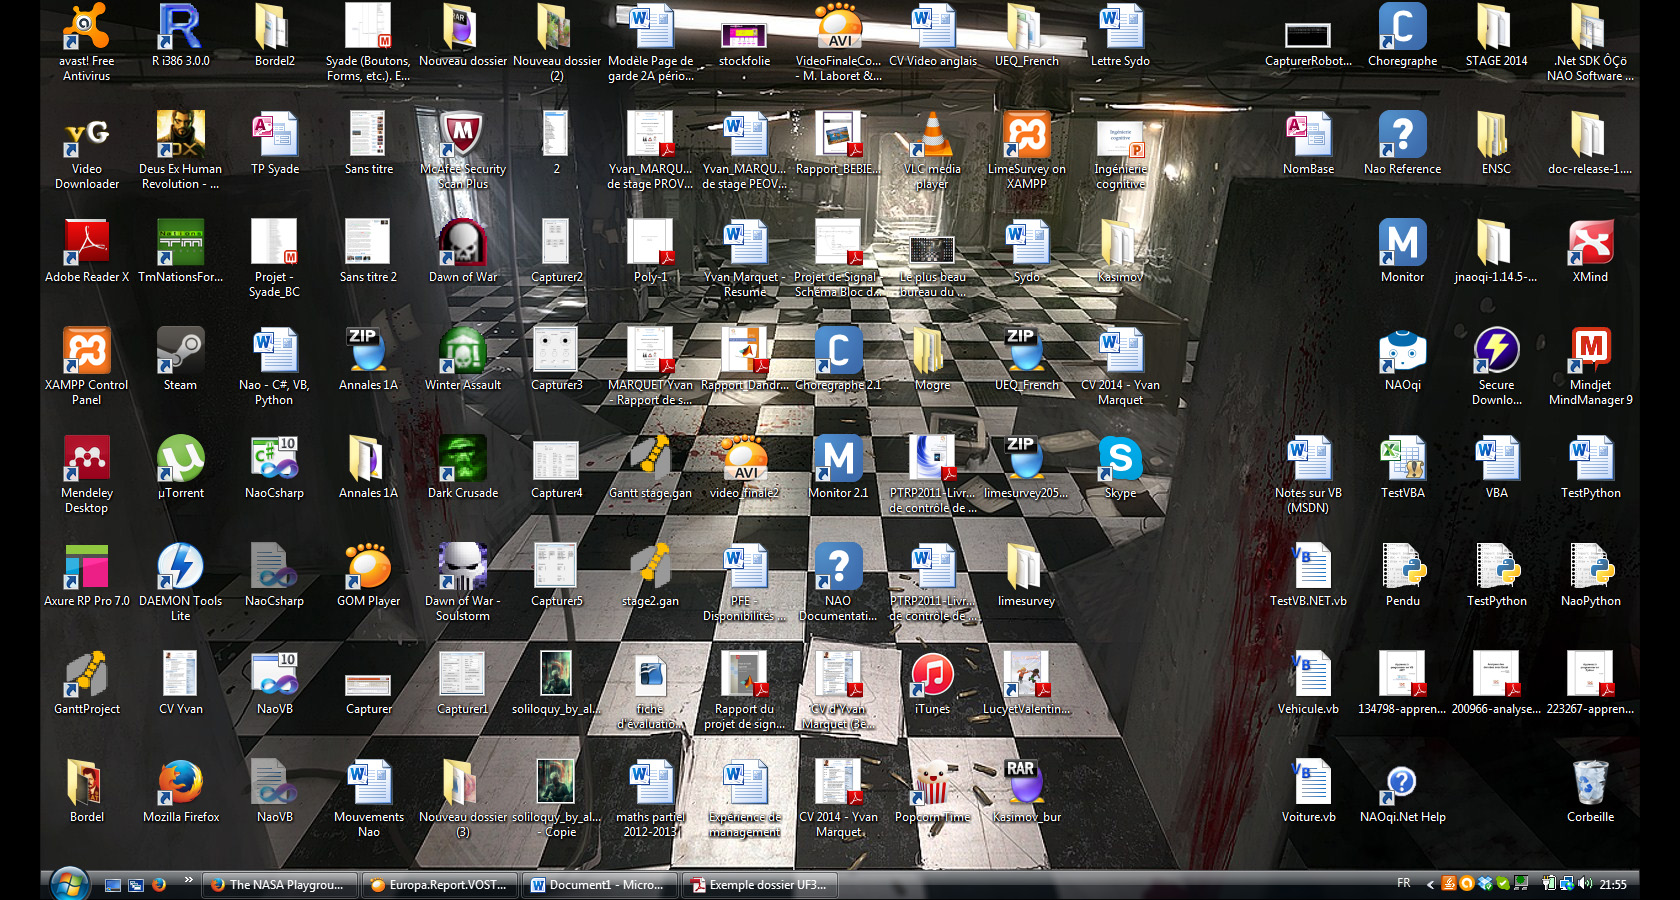 avast! Free
Antivirus
R i386 3.0.0
Bordel2
Syade (Boutons,
Forms, etc.). E...
Nouveau dossier
Nouveau dossier
(2)
Modèle Page de
garde 2A pério...
stockfolie
VideoFinaleCo...
- M. Laboret &...
CV Video anglais
UEQ_French
Lettre Sydo
CapturerRobot...
Choregraphe
STAGE 2014
.Net SDK ÔÇö
NAO Software ...
Video
Downloader
Deus Ex Human
Revolution - ...
TP Syade
Sans titre
McAfee Security
Scan Plus
2
Yvan_MARQU...
de stage PROV...
Yvan_MARQU...
de stage PEOV...
Rapport_BEBIE...
VLC media
player
LimeSurvey on
XAMPP
Ingénierie
cognitive
NomBase
Nao Reference
ENSC
doc-release-1....
Adobe Reader X
TmNationsFor...
Projet -
Syade_BC
Sans titre 2
Dawn of War
Capturer2
Poly-1
Yvan Marquet -
Resume
Projet de Signal -
Schéma Bloc d...
Le plus beau
bureau du ...
Sydo
Kasimov
Monitor
jnaoqi-1.14.5-...
XMind
XAMPP Control
Panel
Steam
Nao - C#, VB,
Python
Annales 1A
Winter Assault
Capturer3
MARQUET Yvan
- Rapport de s...
Rapport_Dandr...
Choregraphe 2.1
Mogre
UEQ_French
CV 2014 - Yvan
Marquet
NAOqi
Secure
Downlo...
Mindjet
MindManager 9
Mendeley
Desktop
µTorrent
NaoCsharp
Annales 1A
Dark Crusade
Capturer4
Gantt stage.gan
video_finale2
Monitor 2.1
PTRP2011-Livr...
de contrôle de ...
limesurvey205...
Skype
Notes sur VB
(MSDN)
TestVBA
VBA
TestPython
Axure RP Pro 7.0
DAEMON Tools
Lite
NaoCsharp
GOM Player
Dawn of War -
Soulstorm
Capturer5
stage2.gan
PFE -
Disponibilités ...
NAO
Documentati...
PTRP2011-Livr...
de contrôle de ...
limesurvey
TestVB.NET.vb
Pendu
TestPython
NaoPython
GanttProject
CV Yvan
NaoVB
Capturer
Capturer1
soliloquy_by_al...
fiche
d'évaluatio...
Rapport du
projet de sign...
CV d'Yvan
Marquet (3e...
iTunes
LucyetValentin...
Vehicule.vb
134798-appren...
200966-analyse...
223267-appren...
Bordel
Mozilla Firefox
NaoVB
Mouvements
Nao
Nouveau dossier
(3)
soliloquy_by_al...
- Copie
maths partiel
2012-2013
Expérience de
management
CV 2014 - Yvan
Marquet
Popcorn Time
Kasimov_bur
Voiture.vb
NAOqi.Net Help
Corbeille
The NASA Playgrou...
Europa.Report.VOST...
Document1 - Micro...
Exemple dossier UF3...
FR
21:55